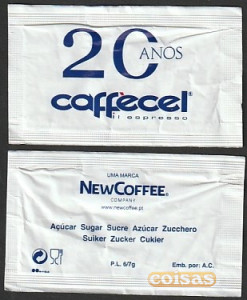 20 ANOS
caffècel®
il espresso
UMA MARCA
NEWCOFFEE®
COMPANY
www.newcoffee.pt
Açúcar Sugar Sucre Azúcar Zucchero
Suiker Zucker Cukier
P.L. 6/7g
Emb. por: A.C.
coisas